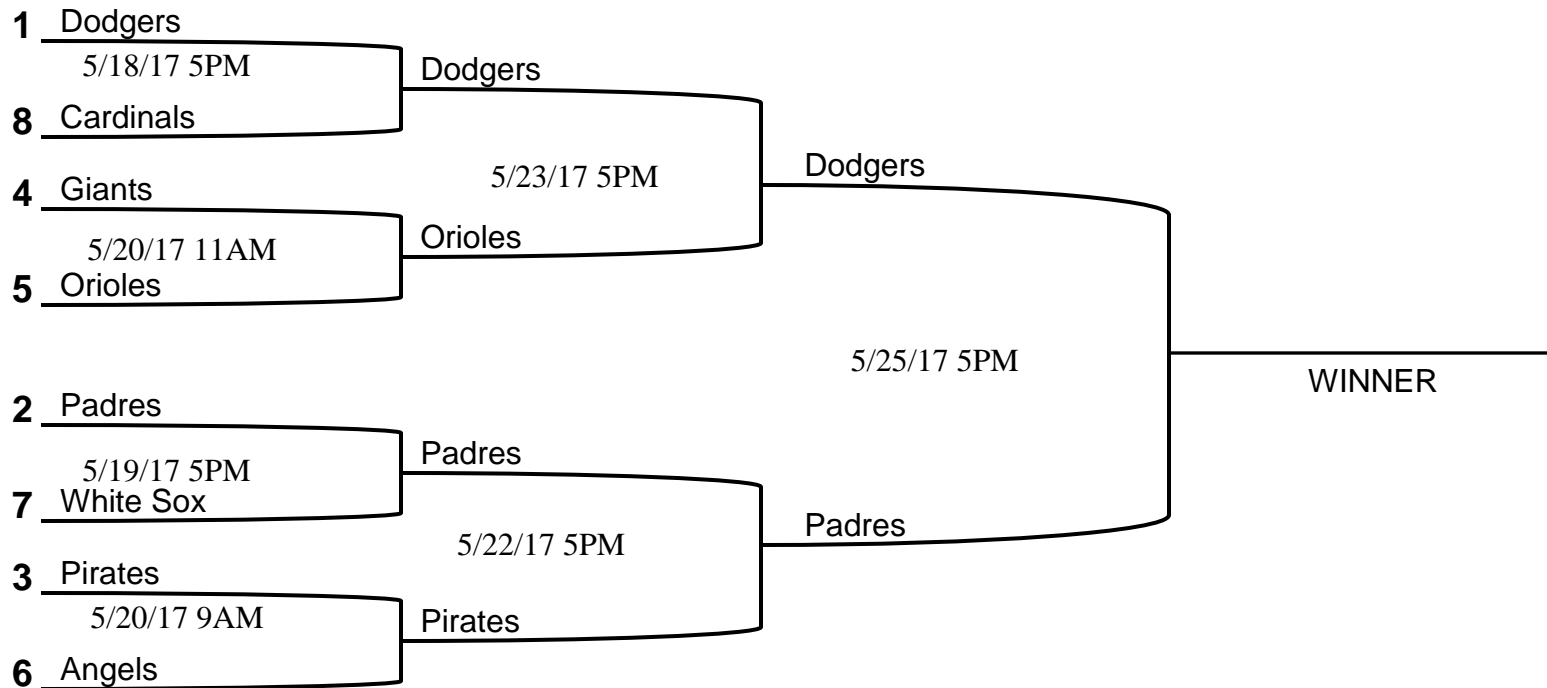 1 Dodgers
5/18/17 5PM
8 Cardinals
Dodgers
4 Giants
5/20/17 11AM
5 Orioles
Orioles
5/23/17 5PM
Dodgers
2 Padres
5/19/17 5PM
7 White Sox
Padres
3 Pirates
5/20/17 9AM
6 Angels
Pirates
5/22/17 5PM
Padres
5/25/17 5PM
WINNER